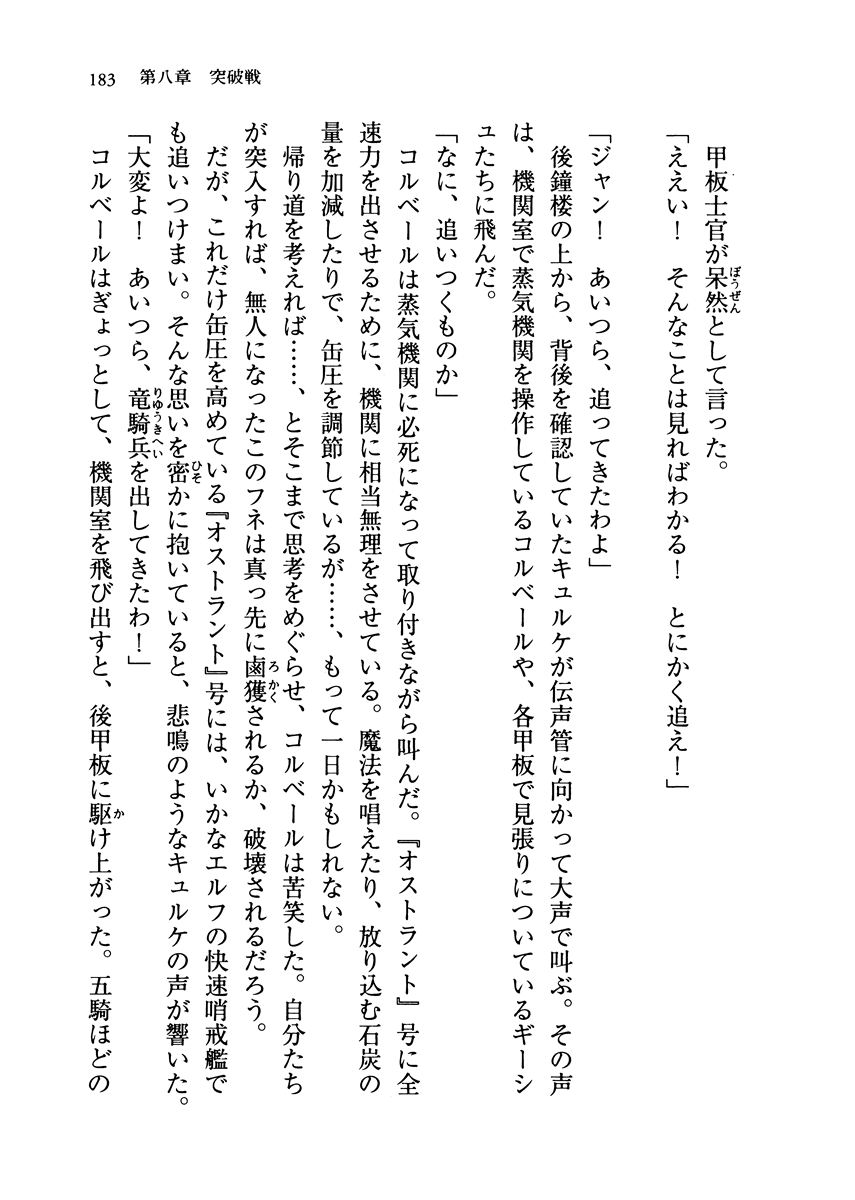 183　第八章　突破戦
甲板士官が呆然として言った。
「ええい！　そんなことは見ればわかる！　とにかく追え！」
「ジャン！　あいつら、追ってきたわよ」
後鐘楼の上から、背後を確認していたキュルケが伝声管に向かって大声で叫ぶ。その声
は、機関室で蒸気機関を操作しているコルベールや、各甲板で見張りについているギーシ
ュたちに飛んだ。
「なに、追いつくものか」
コルベールは蒸気機関に必死になって取り付きながら叫んだ。『オストラント』号に全
速力を出させるために、機関に相当無理をさせている。魔法を唱えたり、放り込む石炭の
量を加減したりで、缶圧を調節しているが……、もって一日かもしれない。
帰り道を考えれば……、とそこまで思考をめぐらせ、コルベールは苦笑した。自分たち
が突入すれば、無人になったこのフネは真っ先に鹵獲されるか、破壊されるだろう。
だが、これだけ缶圧を高めている『オストラント』号には、いかなエルフの快速哨戒艦で
も追いつけまい。そんな思いを密かに抱いていると、悲鳴のようなキュルケの声が響いた。
「大変よ！　あいつら、竜騎兵を出してきたわ！」
コルベールはぎょっとして、機関室を飛び出すと、後甲板に駆け上がった。五騎ほどの